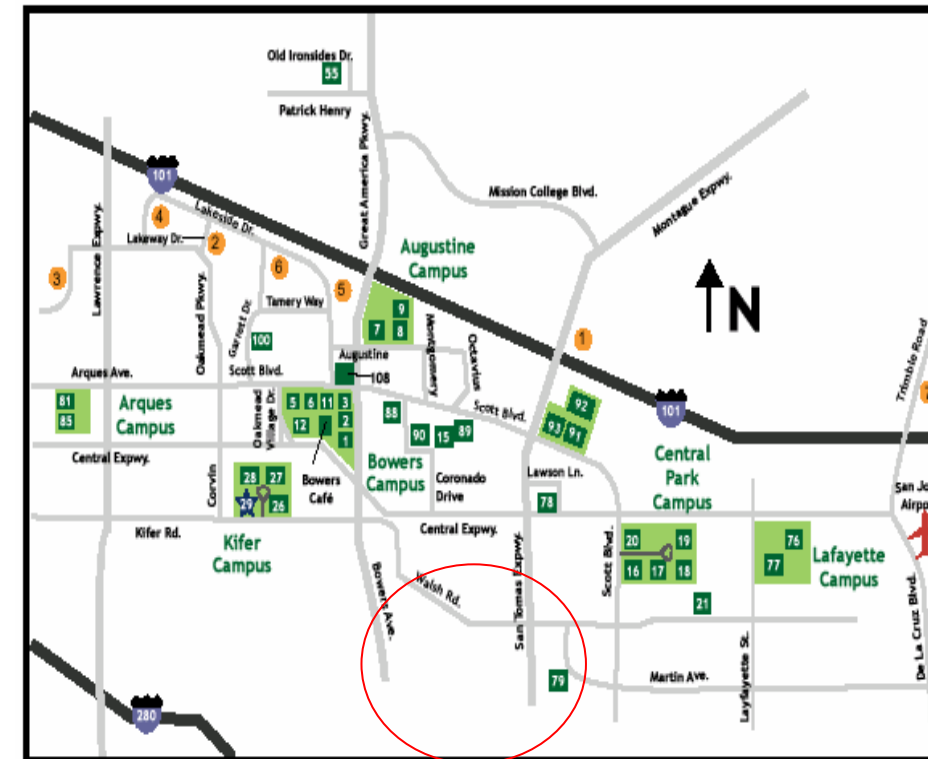 Old Ironsides Dr.
55
Patrick Henry
Great America Pkwy.
101
Mission College Blvd.
Montague Expwy.
4
Lakeside Dr.
Lawrence Expwy.
Lakeway Dr.
2
Augustine
Campus
3
6
5
N
Oakmead Pkwy.
Garrett Dr.
Tamery Way
9
7
8
Montgomery
Octavius
1
Trimble Road
100
Augustine
108
Scott Blvd.
Arques Ave.
101
81
85
Arques
Campus
Oakmead
Village Dr.
5
6
11
3
12
2
1
88
90
15
89
Scott Blvd.
92
93
91
Central Expwy.
Bowers
Campus
Central
Park
Campus
Corvin
28
27
29
26
Bowers
Café
Coronado
Drive
Lawson Ln.
78
San Jo
Airpo
Kifer Rd.
Central Expwy.
Kifer
Campus
San Tomas Expwy.
Scott Blvd.
20
19
16
17
18
76
77
Lafayette
Campus
Bowers Ave.
Walsh Rd.
21
De La Cruz Blvd.
Layfayette St.
79
Martin Ave.
280